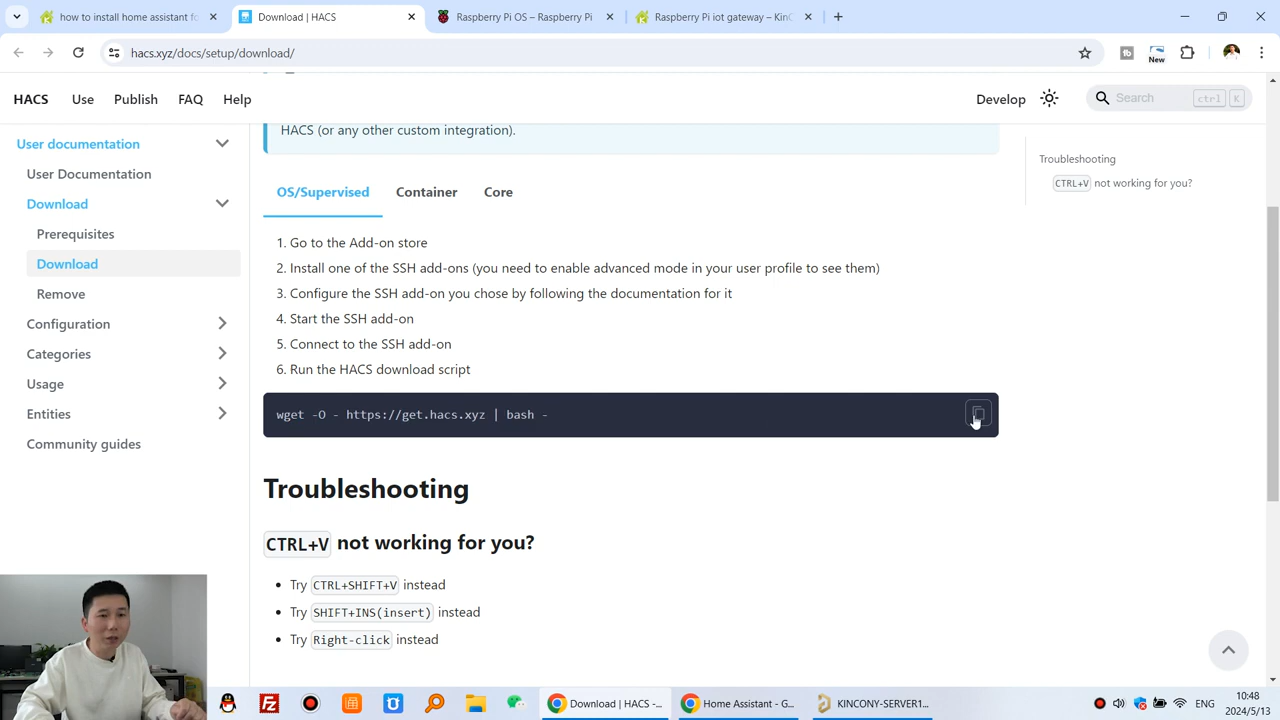 how to install home assistant fo
Download | HACS
Raspberry Pi OS – Raspberry Pi
Raspberry Pi iot gateway – KinC
hacs.xyz/docs/setup/download/
New
HACS
Use
Publish
FAQ
Help
Develop
Search
ctrl
K
HACS (or any other custom integration).
User documentation
User Documentation
Download
Prerequisites
Download
Remove
Configuration
Categories
Usage
Entities
Community guides
Troubleshooting
CTRL+V not working for you?
OS/Supervised
Container
Core
1. Go to the Add-on store
2. Install one of the SSH add-ons (you need to enable advanced mode in your user profile to see them)
3. Configure the SSH add-on you chose by following the documentation for it
4. Start the SSH add-on
5. Connect to the SSH add-on
6. Run the HACS download script
wget -O - https://get.hacs.xyz | bash -
Troubleshooting
CTRL+V not working for you?
• Try CTRL+SHIFT+V instead
• Try SHIFT+INS(insert) instead
• Try Right-click instead
Download | HACS -...
Home Assistant - G...
KINCONY-SERVER1...
ENG
10:48
2024/5/13